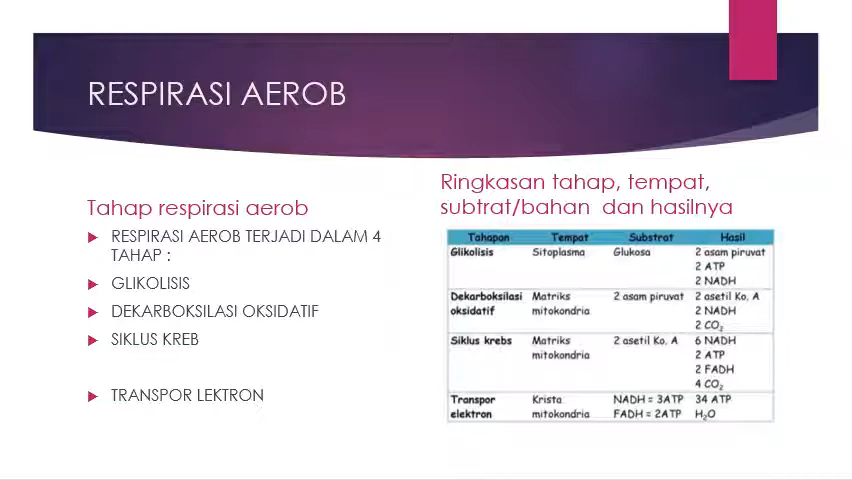 RESPIRASI AEROB
Tahap respirasi aerob
RESPIRASI AEROB TERJADI DALAM 4
TAHAP :
GLIKOLISIS
DEKARBOKSILASI OKSIDATIF
SIKLUS KREB
TRANSPOR LEKTRON
Ringkasan tahap, tempat,
subtrat/bahan dan hasilnya
Tahapan Tempat Substrat Hasil
Glikolisis Sitoplasma Glukosa 2 asam piruvat
2 ATP
2 NADH
Dekarboksilasi Matriks 2 asam piruvat 2 asetil Ko. A
oksidatif mitokondria 2 NADH
2 CO₂
Siklus krebs Matriks 2 asetil Ko. A 6 NADH
mitokondria 2 ATP
2 FADH
4 CO₂
Transpor Krista NADH = 3ATP 34 ATP
elektron mitokondria FADH = 2ATP H₂O